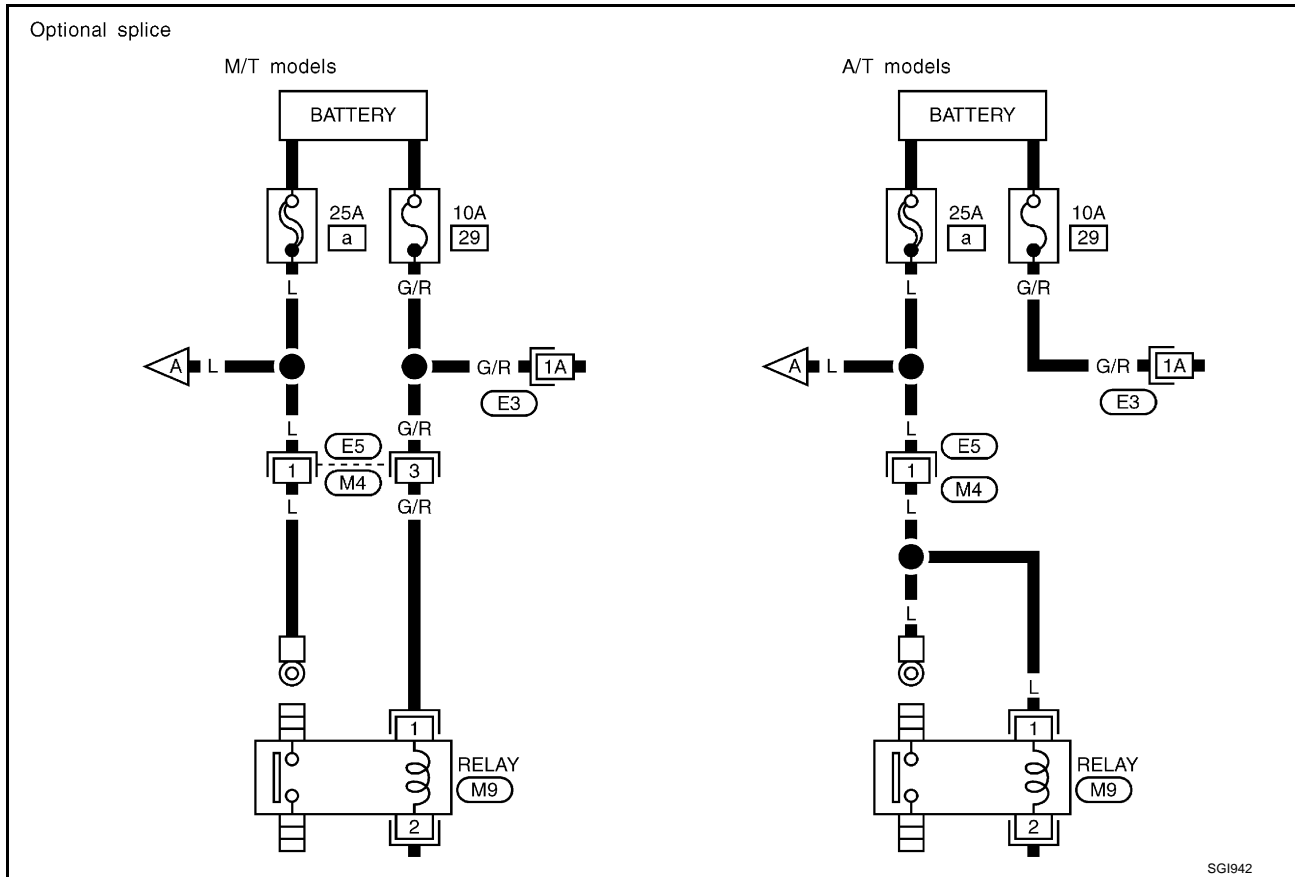 Optional splice
M/T models
A/T models
BATTERY
BATTERY
25A
a
10A
29
25A
a
10A
29
L
G/R
L
G/R
A
L
G/R
1A
A
L
G/R
1A
E3
E3
L
G/R
L
E5
E5
1
3
1
M4
M4
L
G/R
L
L
L
1
1
RELAY
RELAY
M9
M9
2
2
SGI942